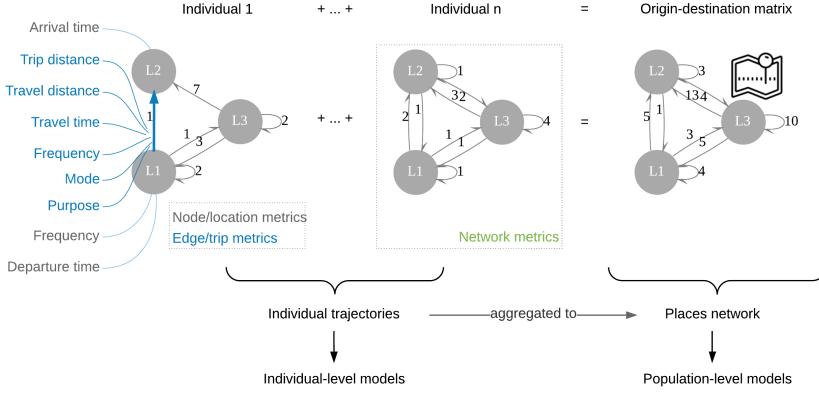 Individual 1 + ... + Individual n = Origin-destination matrix
Arrival time
Trip distance
Travel distance
Travel time
Frequency
Mode
Purpose
Frequency
Departure time
L2
7
1
L3
2
1
3
L1
2
Node/location metrics
Edge/trip metrics
+ ... +
L2
1
3 2
2
1
L3
4
1
1
L1
1
Network metrics
=
L2
3
13 4
5
1
L3
10
3
5
L1
4
Individual trajectories
aggregated to
Places network
Individual-level models
Population-level models